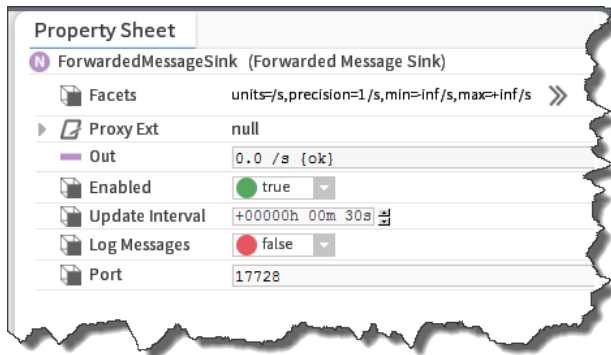 Property Sheet
N ForwardedMessageSink (Forwarded Message Sink)
Facets units=/s,precision=1/s,min=-inf/s,max=+inf/s
Proxy Ext null
Out 0.0 /s {ok}
Enabled true
Update Interval +00000h 00m 30s
Log Messages false
Port 17728